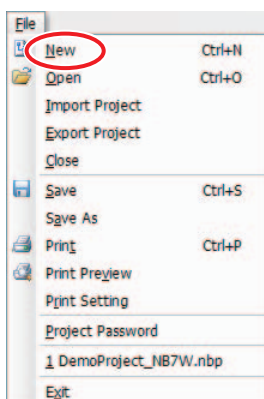 File
New Ctrl+N
Open Ctrl+O
Import Project
Export Project
Close
Save Ctrl+S
Save As
Print Ctrl+P
Print Preview
Print Setting
Project Password
1 DemoProject_NB7W.nbp
Exit